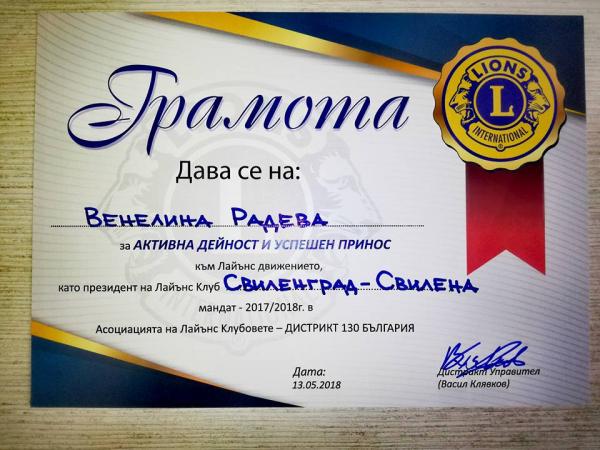 Грамота
LIONS
L
INTERNATIONAL
®
Дава се на:
ВЕНЕЛИНА РАДЕВА
за АКТИВНА ДЕЙНОСТ И УСПЕШЕН ПРИНОС
към Лайънс движението,
като президент на Лайънс Клуб СВИЛЕНГРАД - СВИЛЕНА
мандат - 2017/2018г. в
Асоциацията на Лайънс Клубовете – ДИСТРИКТ 130 БЪЛГАРИЯ
Дата:
13.05.2018
Дистрикт Управител
(Васил Клявков)